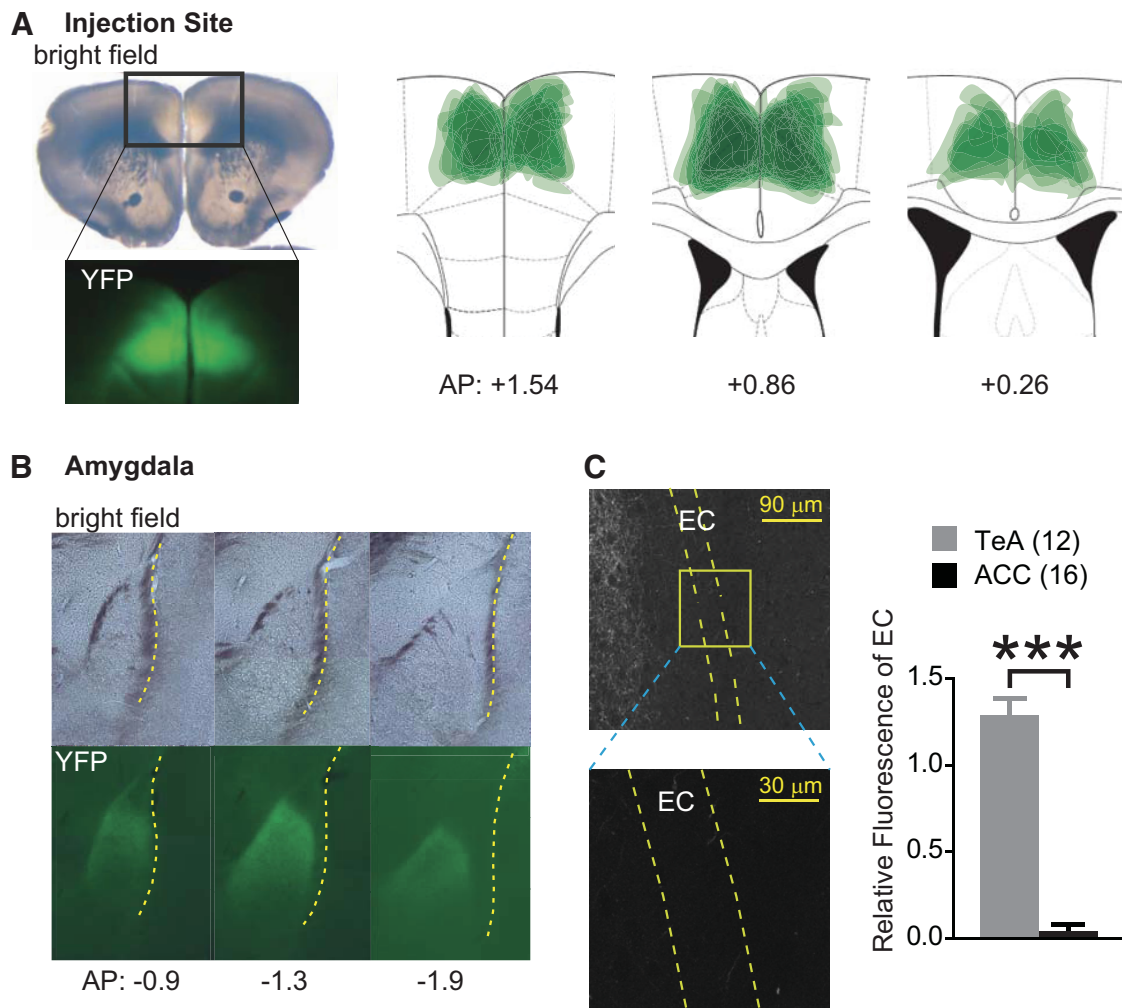 A Injection Site
bright field
YFP
AP: +1.54
+0.86
+0.26
B Amygdala
bright field
YFP
AP: -0.9
-1.3
-1.9
C
EC
90 μm
EC
30 μm
TeA (12)
ACC (16)
***
Relative Fluorescence of EC
1.5
1.0
0.5
0.0